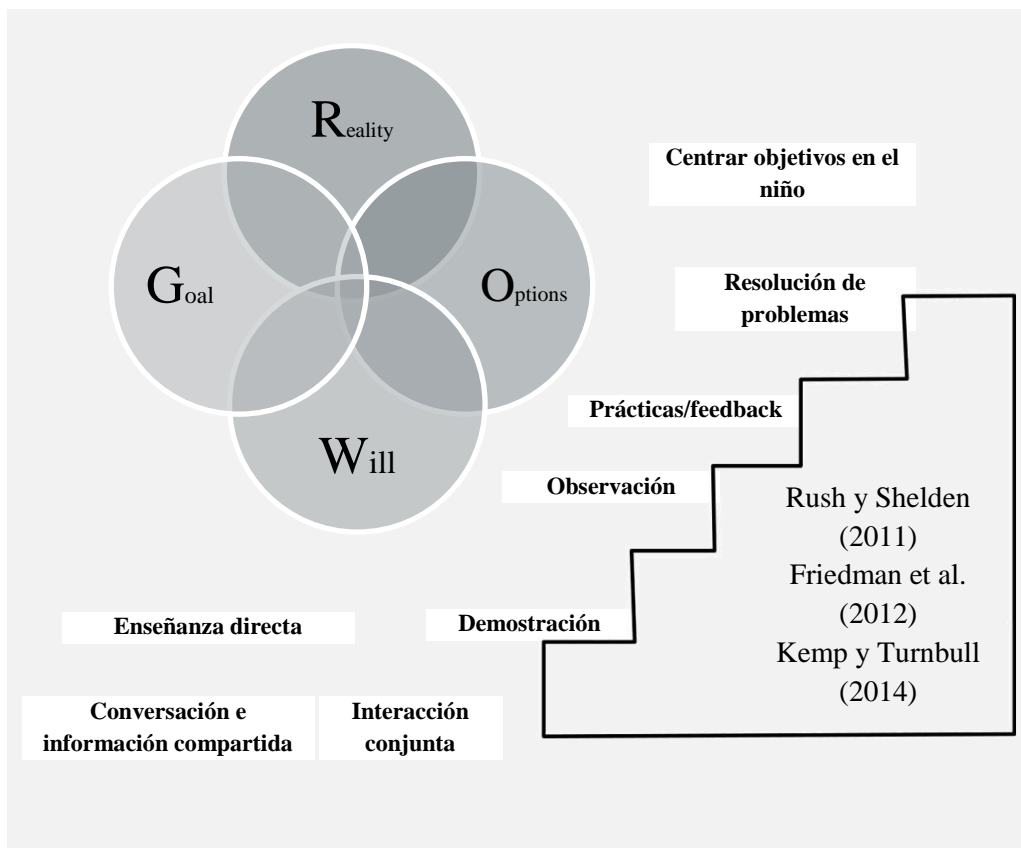 Reality
Goal
Options
Will
Centrar objetivos en el
niño
Resolución de
problemas
Prácticas/feedback
Observación
Demostración
Enseñanza directa
Conversación e
información compartida
Interacción
conjunta
Rush y Shelden
(2011)
Friedman et al.
(2012)
Kemp y Turnbull
(2014)